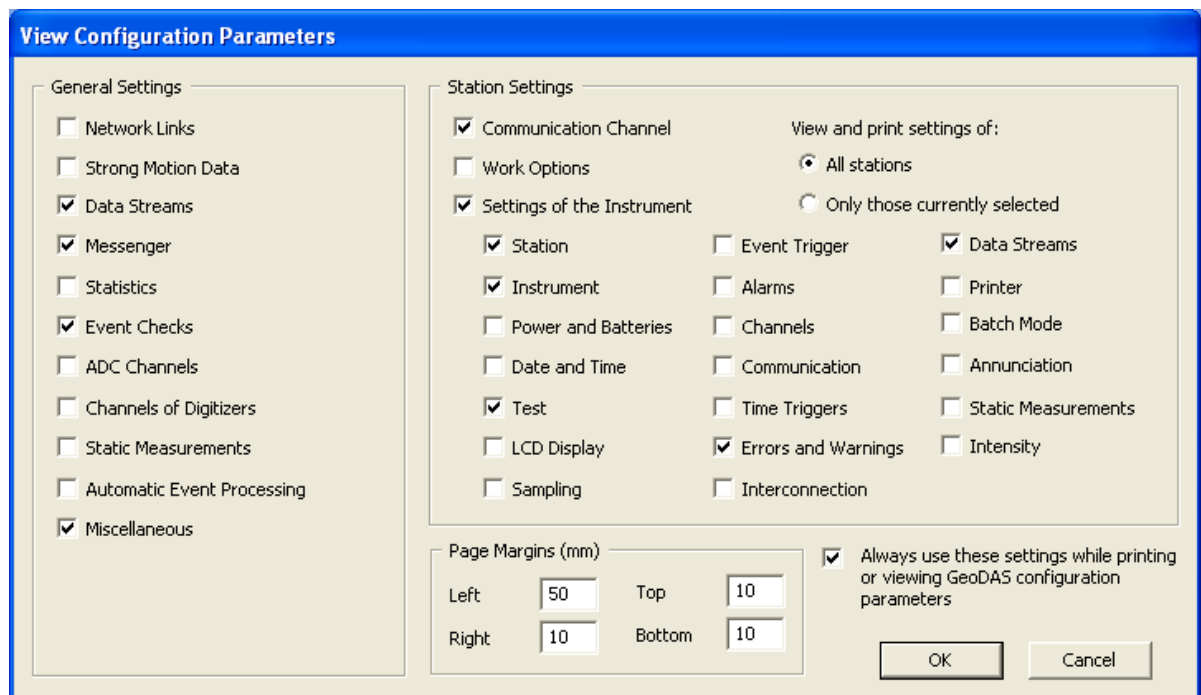 View Configuration Parameters
General Settings
Network Links
Strong Motion Data
Data Streams
Messenger
Statistics
Event Checks
ADC Channels
Channels of Digitizers
Static Measurements
Automatic Event Processing
Miscellaneous
Station Settings
Communication Channel
Work Options
Settings of the Instrument
View and print settings of:
All stations
Only those currently selected
Station
Instrument
Power and Batteries
Date and Time
Test
LCD Display
Sampling
Event Trigger
Alarms
Channels
Communication
Time Triggers
Errors and Warnings
Interconnection
Data Streams
Printer
Batch Mode
Annunciation
Static Measurements
Intensity
Page Margins (mm)
Left 50 Top 10
Right 10 Bottom 10
Always use these settings while printing
or viewing GeoDAS configuration
parameters
OK Cancel